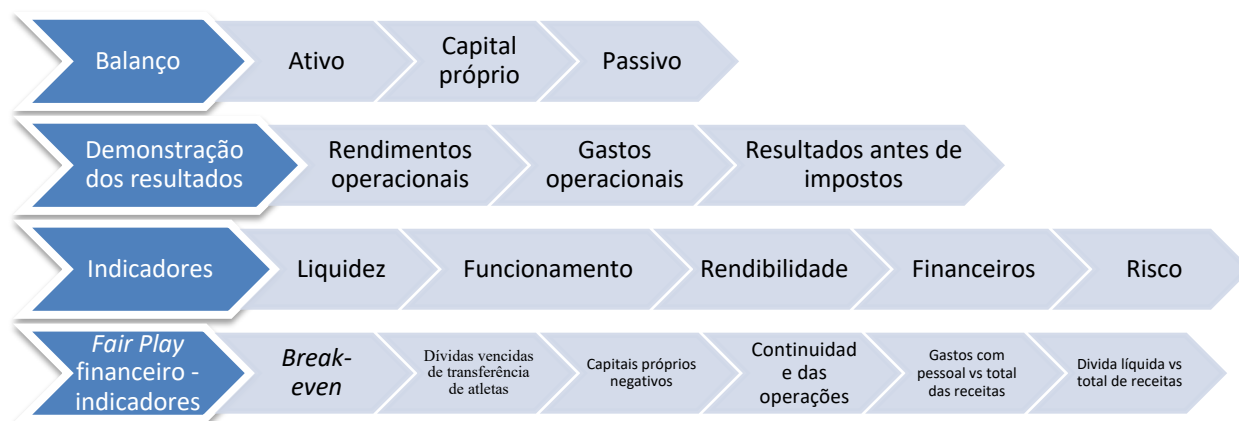 Balanço
Ativo
Capital
próprio
Passivo
Demonstração
dos resultados
Rendimentos
operacionais
Gastos
operacionais
Resultados antes de
impostos
Indicadores
Liquidez
Funcionamento
Rendibilidade
Financeiros
Risco
Fair Play
financeiro -
indicadores
Break-
even
Dívidas vencidas
de transferência
de atletas
Capitais próprios
negativos
Continuidad
e das
operações
Gastos com
pessoal vs total
das receitas
Divida líquida vs
total de receitas